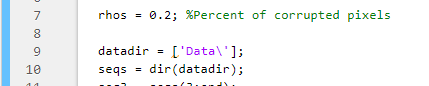 7 rhos = 0.2; %Percent of corrupted pixels
8
9 datadir = ['Data\'];
10 seqs = dir(datadir);